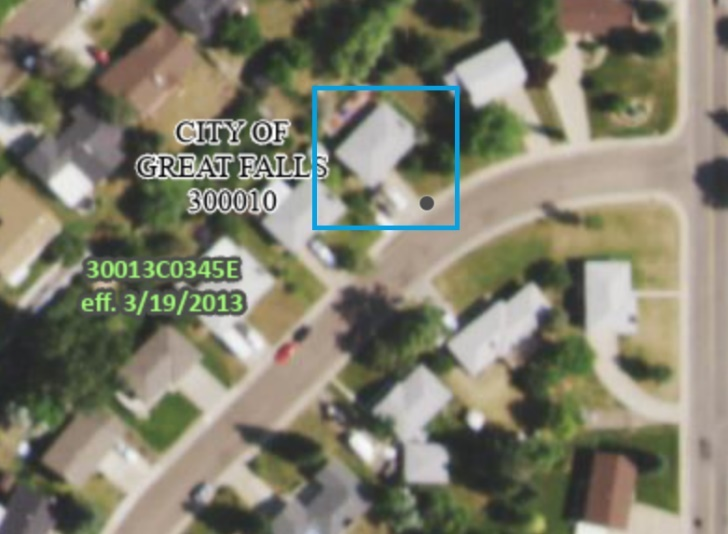 CITY OF
GREAT FALLS
300010
30013C0345E
eff. 3/19/2013